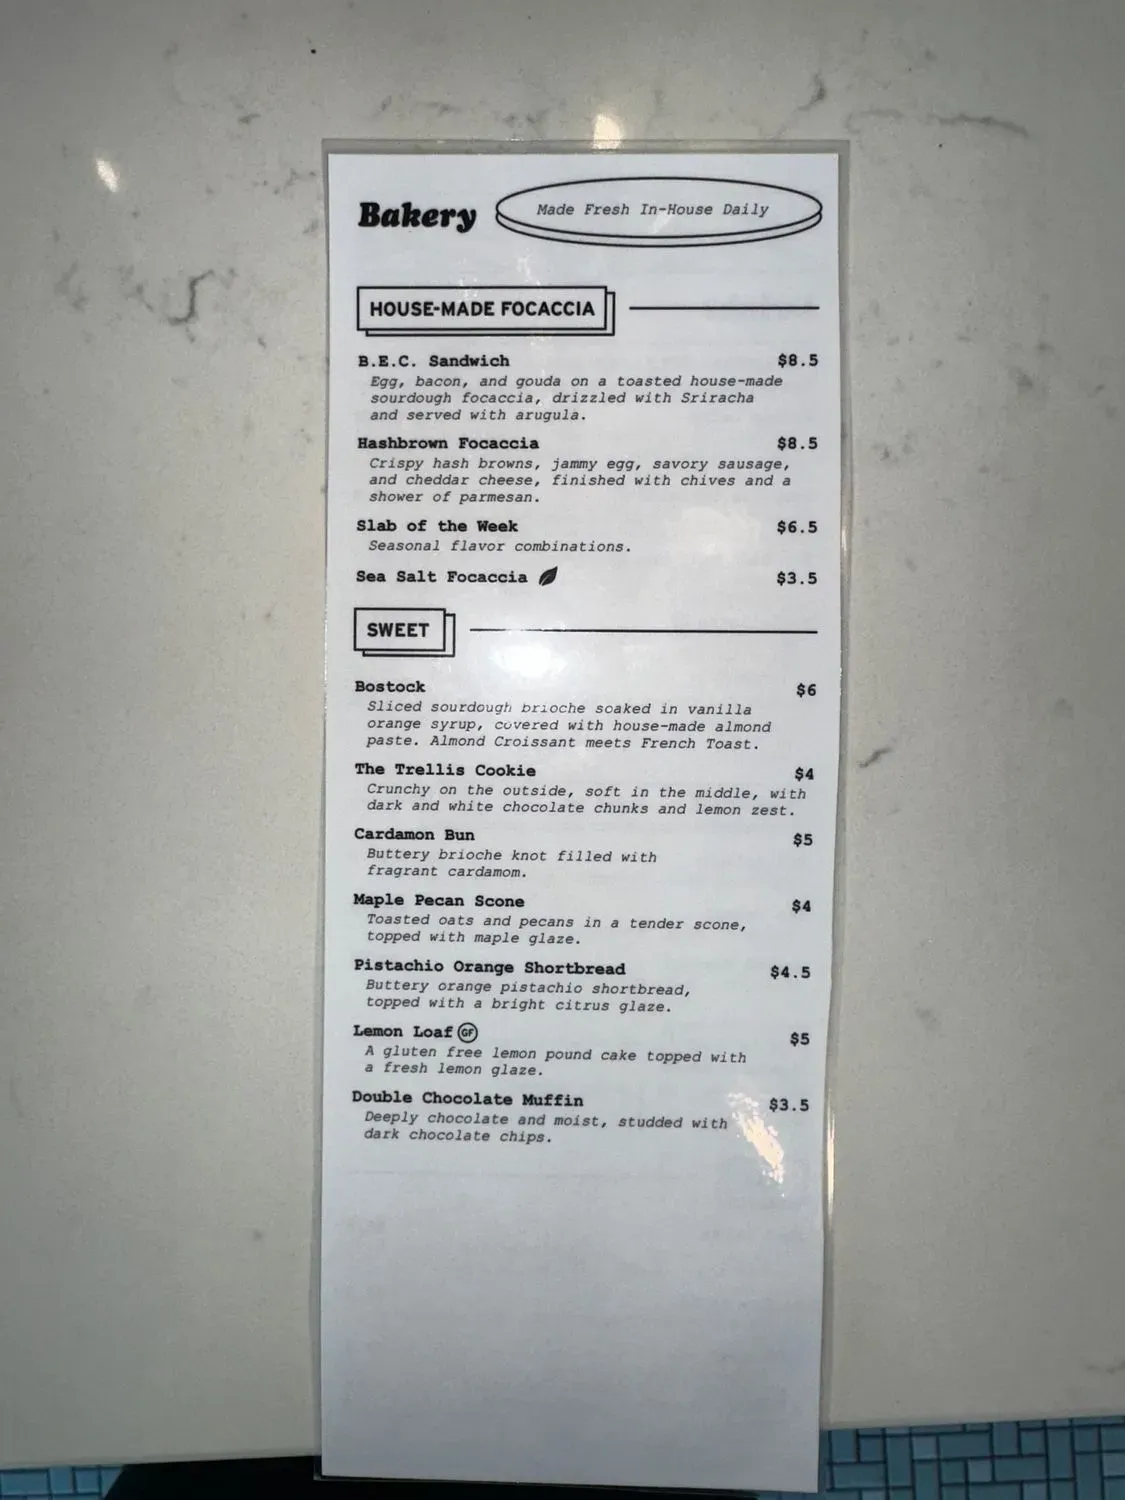 Bakery
Made Fresh In-House Daily
HOUSE-MADE FOCACCIA
B.E.C. Sandwich $8.5
Egg, bacon, and gouda on a toasted house-made
sourdough focaccia, drizzled with Sriracha
and served with arugula.
Hashbrown Focaccia $8.5
Crispy hash browns, jammy egg, savory sausage,
and cheddar cheese, finished with chives and a
shower of parmesan.
Slab of the Week $6.5
Seasonal flavor combinations.
Sea Salt Focaccia $3.5
SWEET
Bostock $6
Sliced sourdough brioche soaked in vanilla
orange syrup, covered with house-made almond
paste. Almond Croissant meets French Toast.
The Trellis Cookie $4
Crunchy on the outside, soft in the middle, with
dark and white chocolate chunks and lemon zest.
Cardamon Bun $5
Buttery brioche knot filled with
fragrant cardamom.
Maple Pecan Scone $4
Toasted oats and pecans in a tender scone,
topped with maple glaze.
Pistachio Orange Shortbread $4.5
Buttery orange pistachio shortbread,
topped with a bright citrus glaze.
Lemon Loaf GF $5
A gluten free lemon pound cake topped with
a fresh lemon glaze.
Double Chocolate Muffin $3.5
Deeply chocolate and moist, studded with
dark chocolate chips.